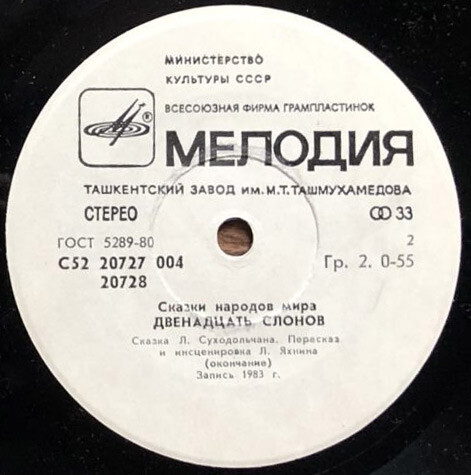 МИНИСТЕРСТВО
КУЛЬТУРЫ СССР
ВСЕСОЮЗНАЯ ФИРМА ГРАМПЛАСТИНОК
МЕЛОДИЯ
ТАШКЕНТСКИЙ ЗАВОД ИМ. М.Т. ТАШМУХАМЕДОВА
СТЕРЕО 33
ГОСТ 5289-80 2
С52 20727 004 Гр. 2. 0-55
20728
Сказки народов мира
ДВЕНАДЦАТЬ СЛОНОВ
Сказка Л. Суходольчана. Пересказ
и инсценировка Л. Яхнина
(окончание)
Запись 1983 г.